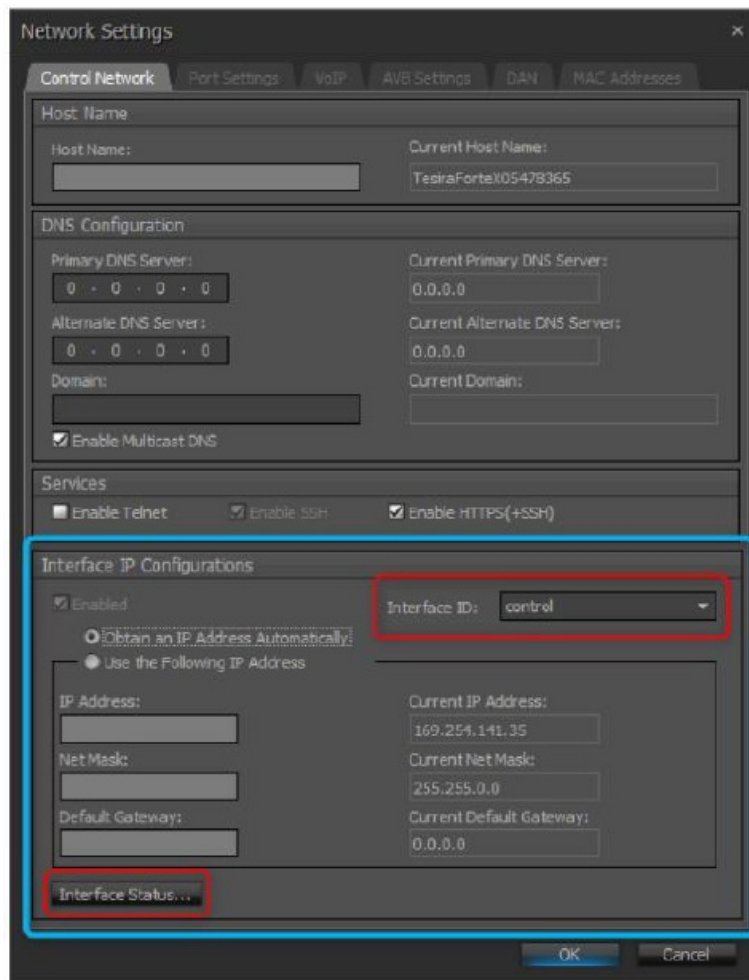 Network Settings
Control Network Port Settings VoIP AVB Settings DAN MAC Addresses
Host Name
Host Name: Current Host Name:
TesiraForteX05478365
DNS Configuration
Primary DNS Server: Current Primary DNS Server:
0 . 0 . 0 . 0 0.0.0.0
Alternate DNS Server: Current Alternate DNS Server:
0 . 0 . 0 . 0 0.0.0.0
Domain: Current Domain:
Enable Multicast DNS
Services
Enable Telnet Enable SSH Enable HTTPS(+SSH)
Interface IP Configurations
Enabled Interface ID: control
Obtain an IP Address Automatically
Use the Following IP Address
IP Address: Current IP Address:
169.254.141.35
Net Mask: Current Net Mask:
255.255.0.0
Default Gateway: Current Default Gateway:
0.0.0.0
Interface Status...
OK Cancel